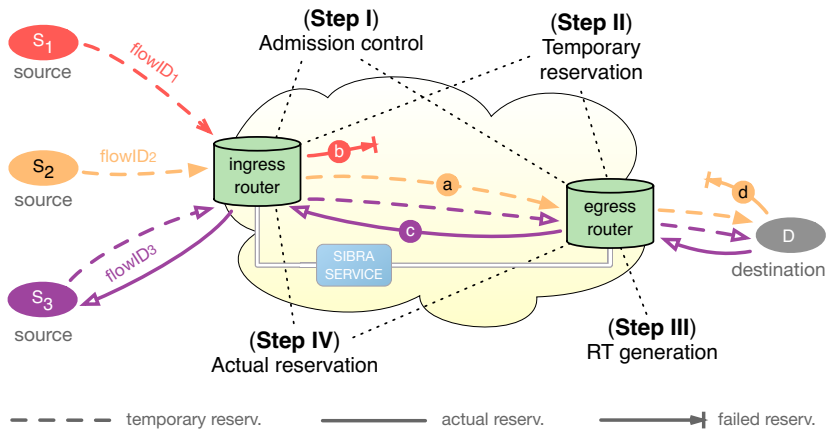 (Step I)
Admission control
(Step II)
Temporary
reservation
S1
source
flowID1
S2
source
flowID2
S3
source
flowID3
ingress
router
b
a
c
d
egress
router
D
destination
SIBRA
SERVICE
(Step IV)
Actual reservation
(Step III)
RT generation
temporary reserv.
actual reserv.
failed reserv.